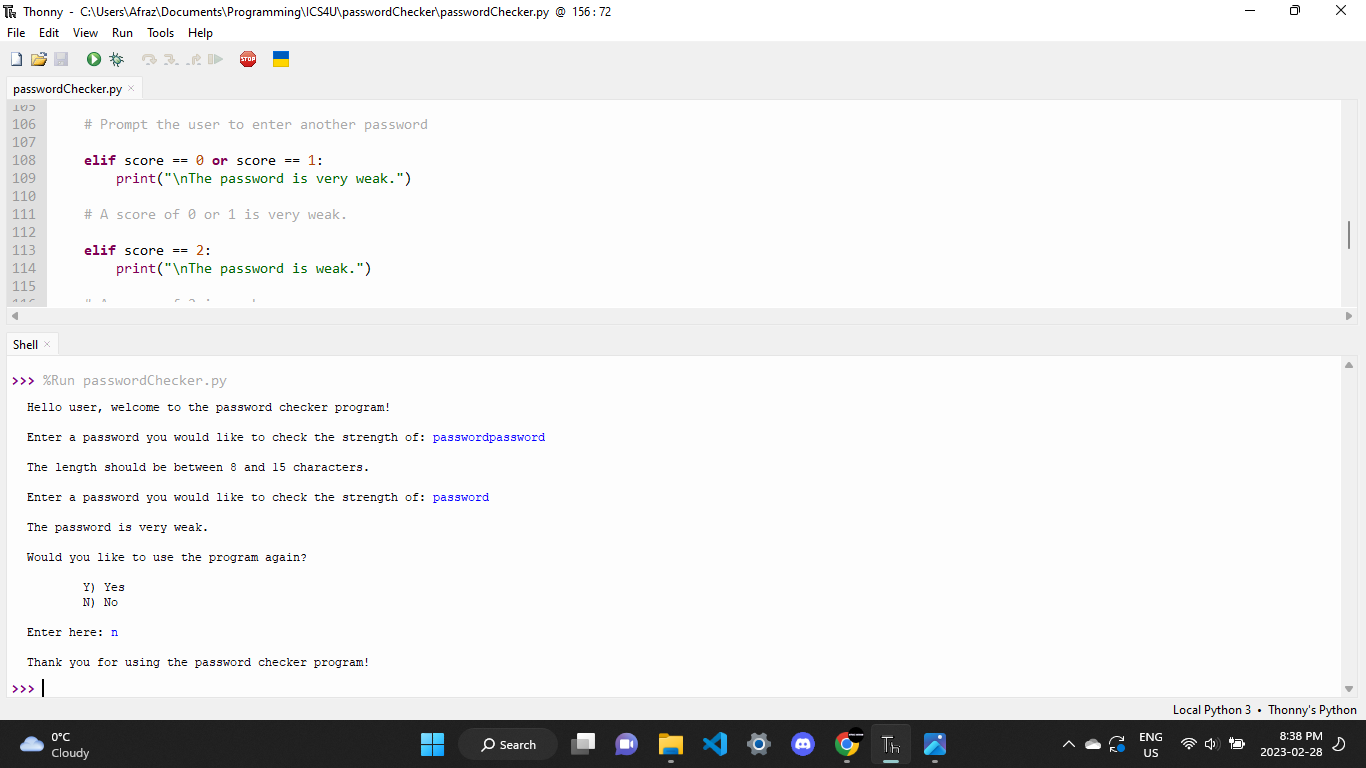 Thonny - C:\Users\Afraz\Documents\Programming\ICS4U\passwordChecker\passwordChecker.py @ 156 : 72
File Edit View Run Tools Help
STOP
passwordChecker.py ×
105
106 # Prompt the user to enter another password
107
108 elif score == 0 or score == 1:
109 print("\nThe password is very weak.")
110
111 # A score of 0 or 1 is very weak.
112
113 elif score == 2:
114 print("\nThe password is weak.")
115
Shell ×
>>> %Run passwordChecker.py
Hello user, welcome to the password checker program!
Enter a password you would like to check the strength of: passwordpassword
The length should be between 8 and 15 characters.
Enter a password you would like to check the strength of: password
The password is very weak.
Would you like to use the program again?
Y) Yes
N) No
Enter here: n
Thank you for using the password checker program!
>>>
Local Python 3 • Thonny's Python
0°C
Cloudy
Search
Th
ENG
US
8:38 PM
2023-02-28